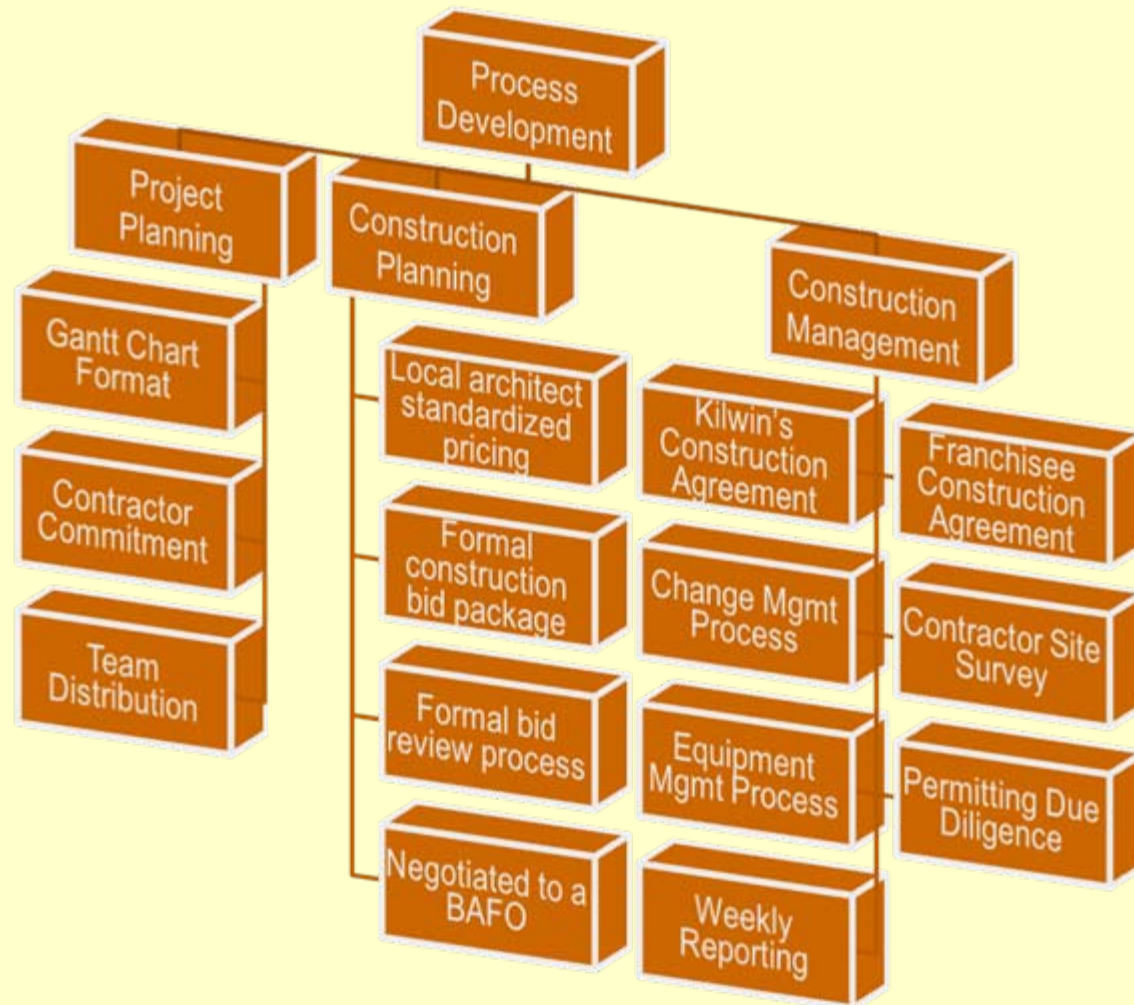 Process
Development
Project
Planning
Construction
Planning
Construction
Management
Gantt Chart
Format
Contractor
Commitment
Team
Distribution
Local architect
standardized
pricing
Formal
construction
bid package
Formal bid
review process
Negotiated to a
BAFO
Kilwin's
Construction
Agreement
Franchisee
Construction
Agreement
Change Mgmt
Process
Contractor Site
Survey
Equipment
Mgmt Process
Permitting Due
Diligence
Weekly
Reporting